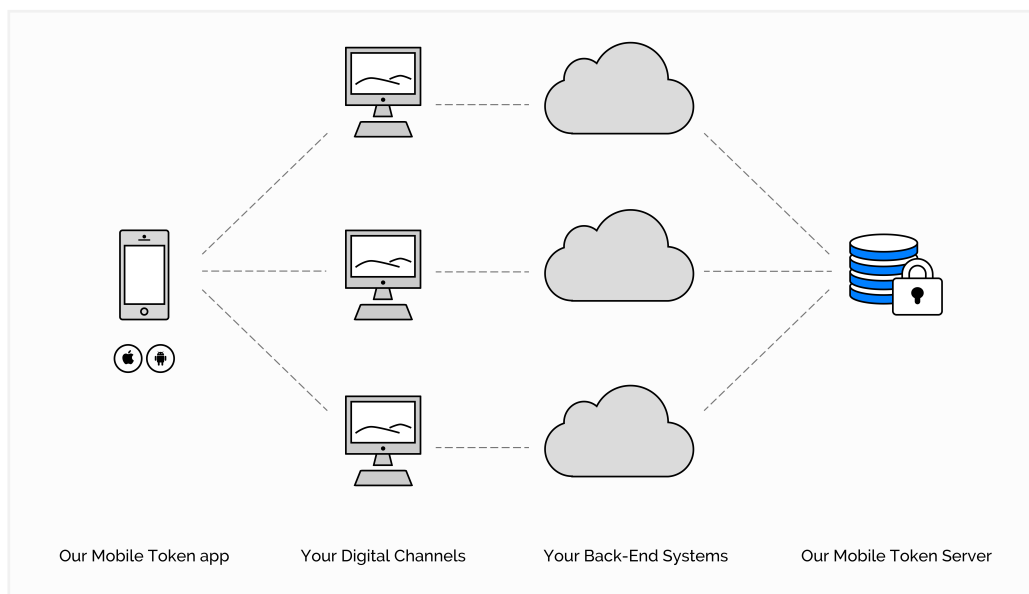 Our Mobile Token app
Your Digital Channels
Your Back-End Systems
Our Mobile Token Server